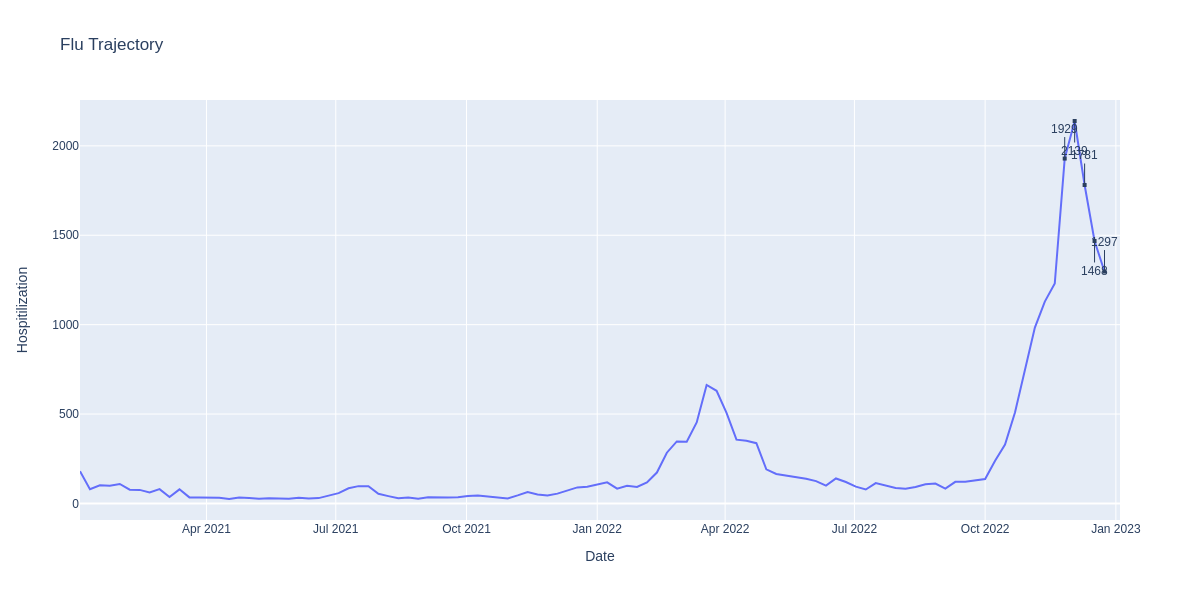 Flu Trajectory
Hospitilization
2000
1500
1000
500
0
1929
2139
1781
1468
1297
Apr 2021
Jul 2021
Oct 2021
Jan 2022
Apr 2022
Jul 2022
Oct 2022
Jan 2023
Date